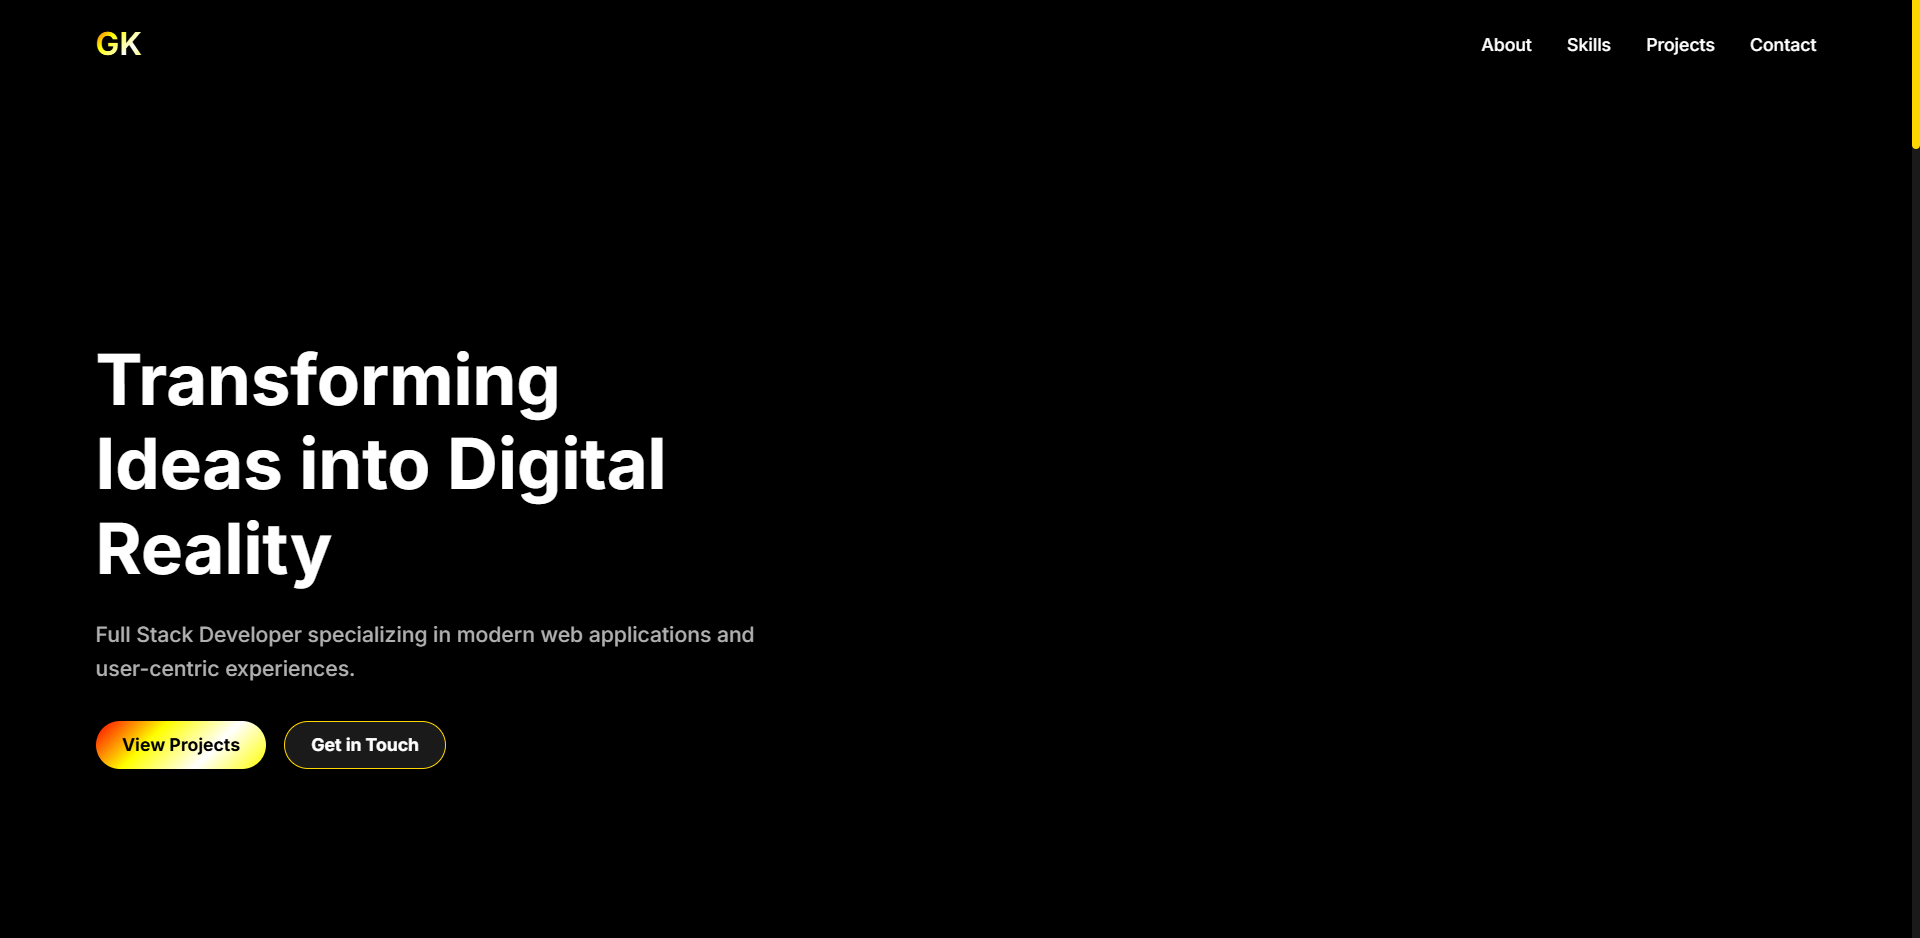 GK
About Skills Projects Contact
Transforming
Ideas into Digital
Reality
Full Stack Developer specializing in modern web applications and
user-centric experiences.
View Projects Get in Touch